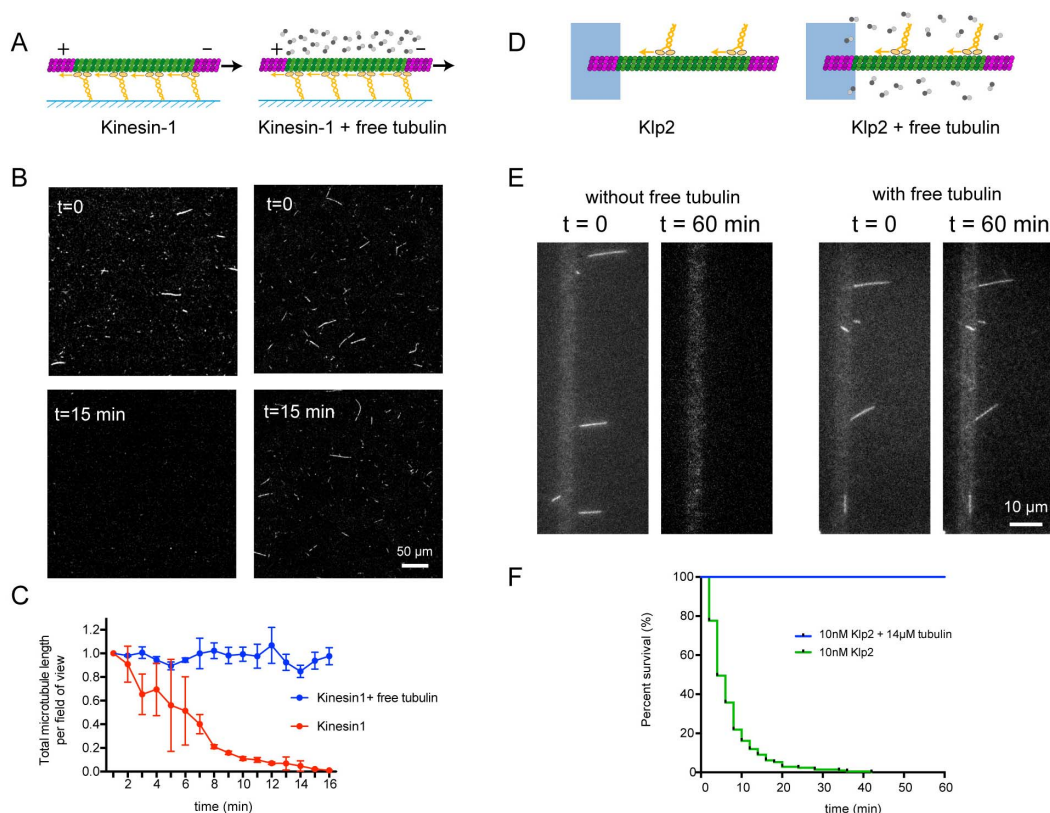 A
+
−
Kinesin-1
+
−
Kinesin-1 + free tubulin
B
t=0
t=0
t=15 min
t=15 min
50 µm
C
Total microtubule length
per field of view
1.2
1.0
0.8
0.6
0.4
0.2
0.0
2
4
6
8
10
12
14
16
time (min)
Kinesin1+ free tubulin
Kinesin1
D
Klp2
Klp2 + free tubulin
E
without free tubulin
t = 0
t = 60 min
with free tubulin
t = 0
t = 60 min
10 µm
F
Percent survival (%)
100
80
60
40
20
0
0
10
20
30
40
50
60
time (min)
10nM Klp2 + 14µM tubulin
10nM Klp2